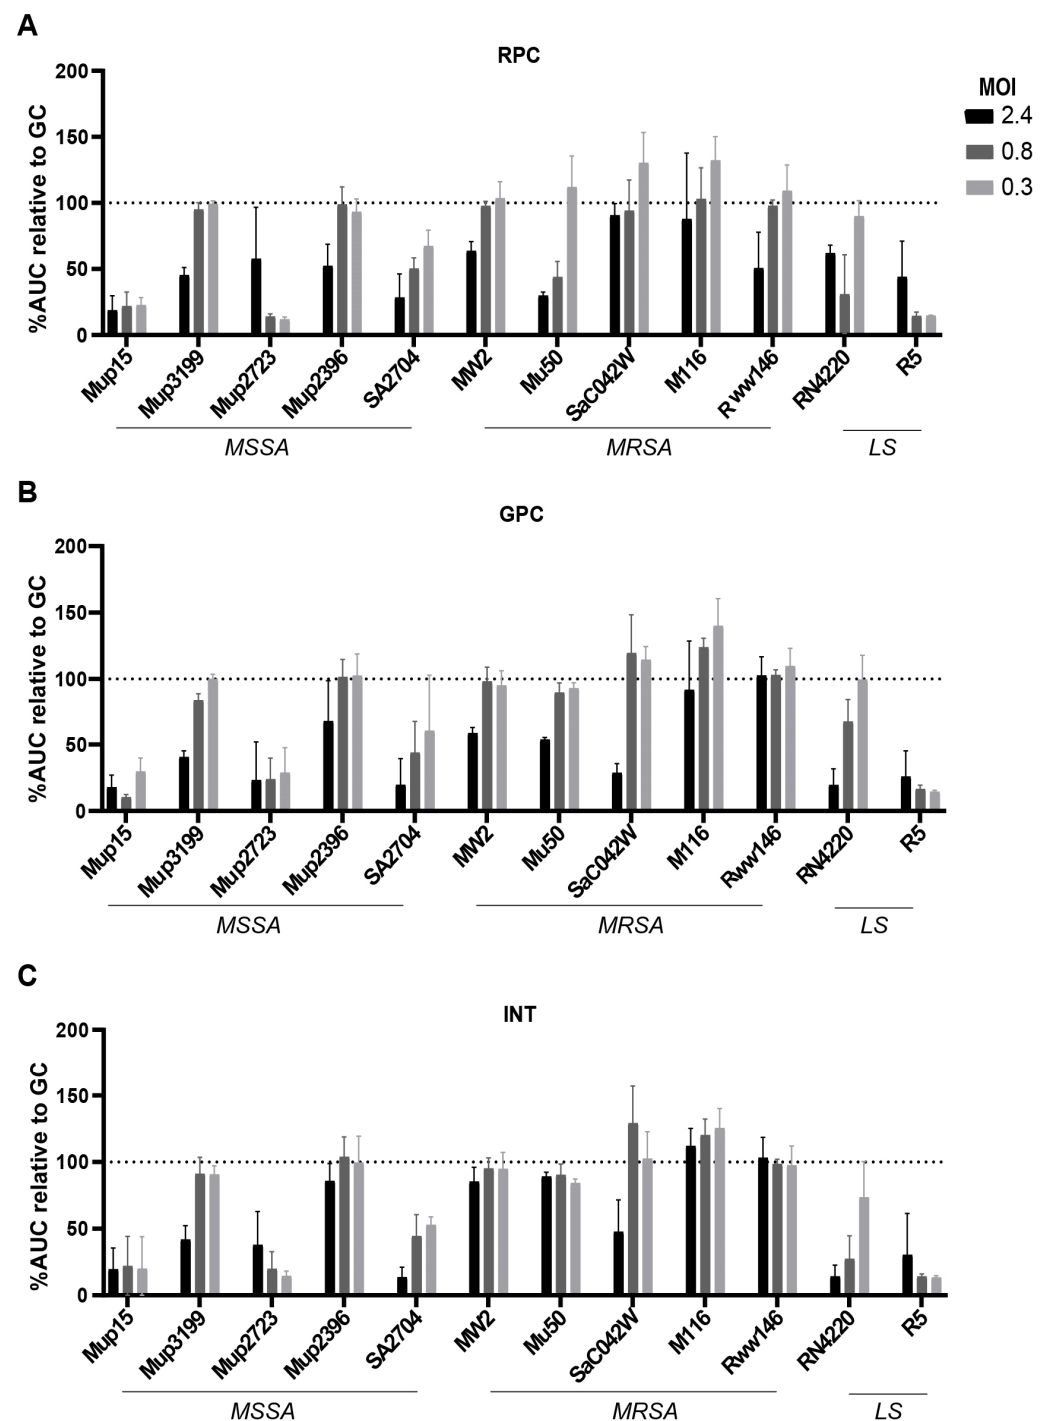 A
RPC
MOI
2.4
0.8
0.3
%AUC relative to GC
200
150
100
50
0
Mup15
Mup3199
Mup2723
Mup2396
SA2704
MW2
Mu50
SaC042W
M116
R ww146
RN4220
R5
MSSA
MRSA
LS
B
GPC
%AUC relative to GC
200
150
100
50
0
Mup15
Mup3199
Mup2723
Mup2396
SA2704
MW2
Mu50
SaC042W
M116
Rww146
RN4220
R5
MSSA
MRSA
LS
C
INT
%AUC relative to GC
200
150
100
50
0
Mup15
Mup3199
Mup2723
Mup2396
SA2704
MW2
Mu50
SaC042W
M116
Rww146
RN4220
R5
MSSA
MRSA
LS